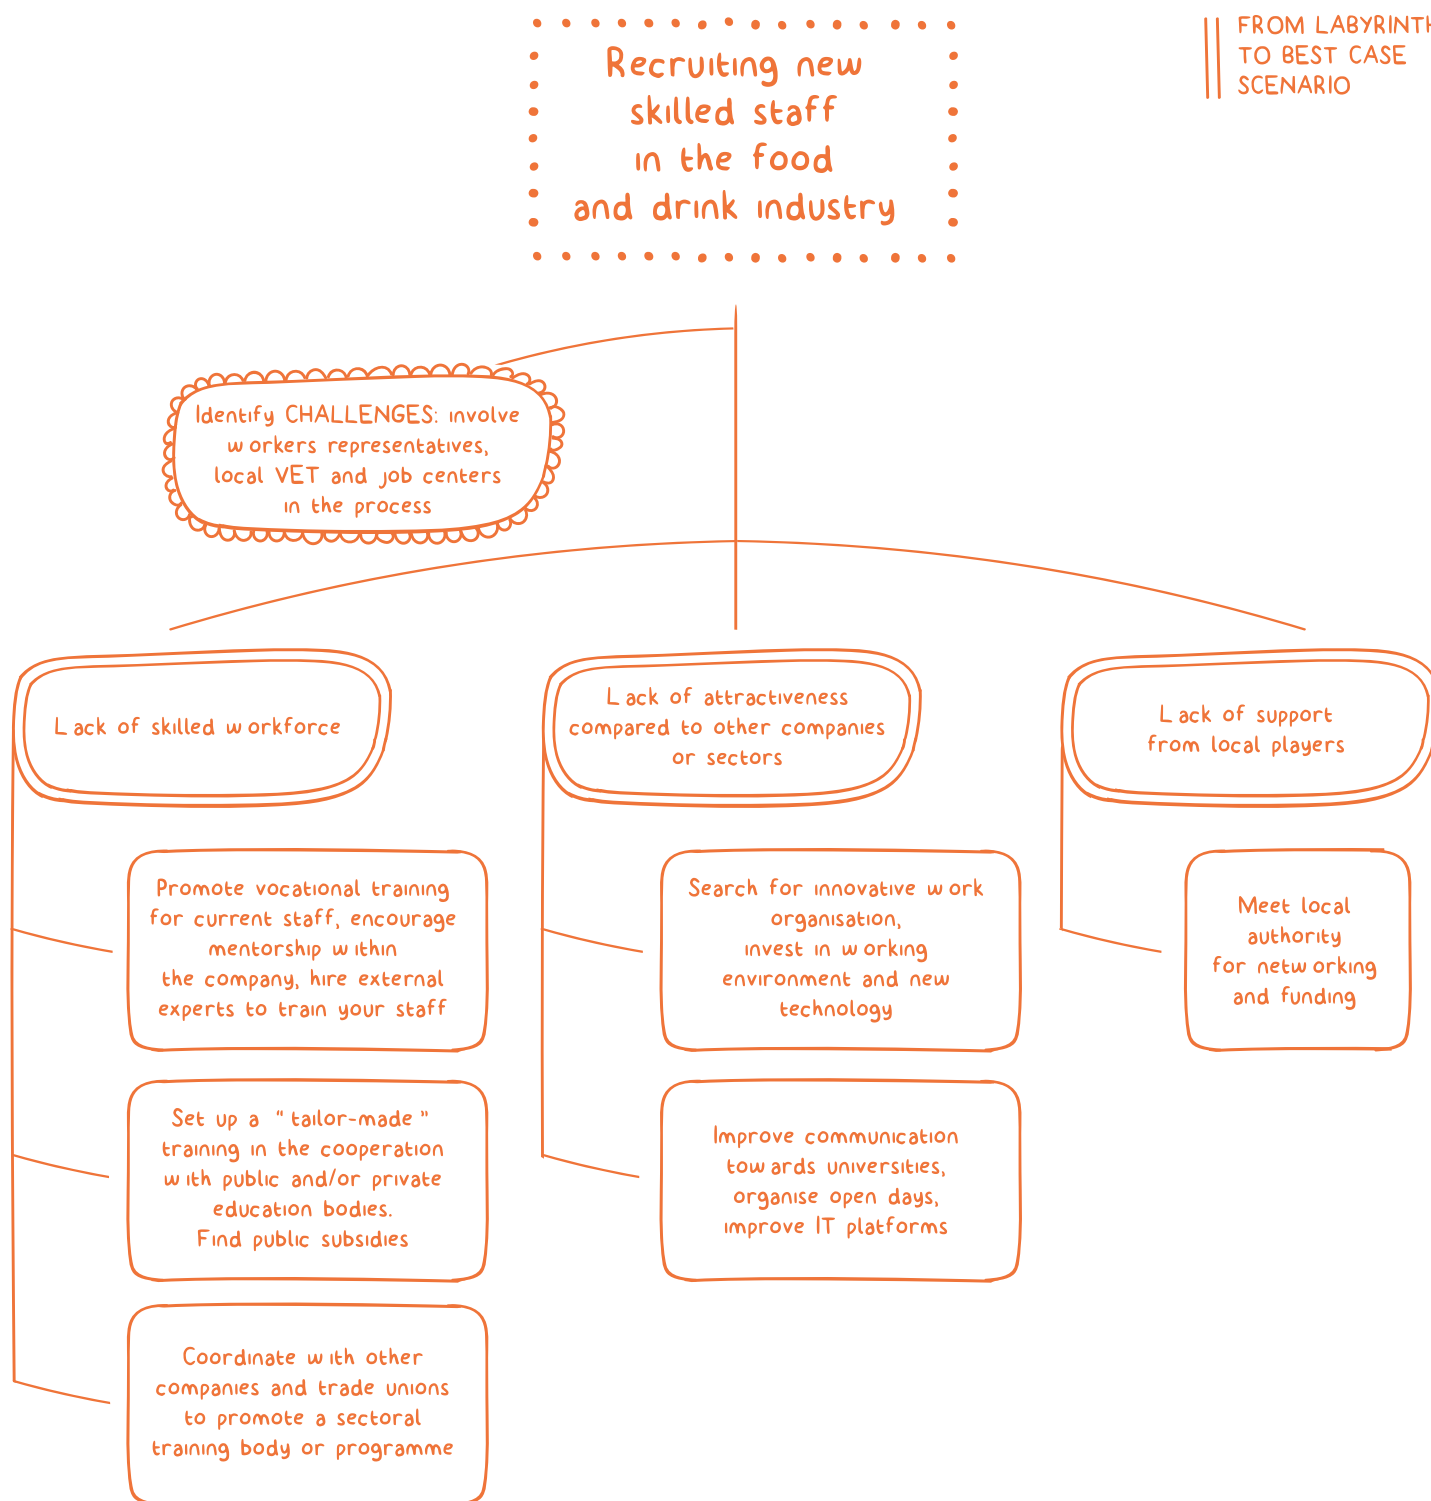 Recruiting new
skilled staff
in the food
and drink industry
FROM LABYRINTH
TO BEST CASE
SCENARIO
Identify CHALLENGES: involve
workers representatives,
local VET and job centers
in the process
Lack of skilled workforce
Promote vocational training
for current staff, encourage
mentorship within
the company, hire external
experts to train your staff
Set up a "tailor-made"
training in the cooperation
with public and/or private
education bodies.
Find public subsidies
Coordinate with other
companies and trade unions
to promote a sectoral
training body or programme
Lack of attractiveness
compared to other companies
or sectors
Search for innovative work
organisation,
invest in working
environment and new
technology
Improve communication
towards universities,
organise open days,
improve IT platforms
Lack of support
from local players
Meet local
authority
for networking
and funding